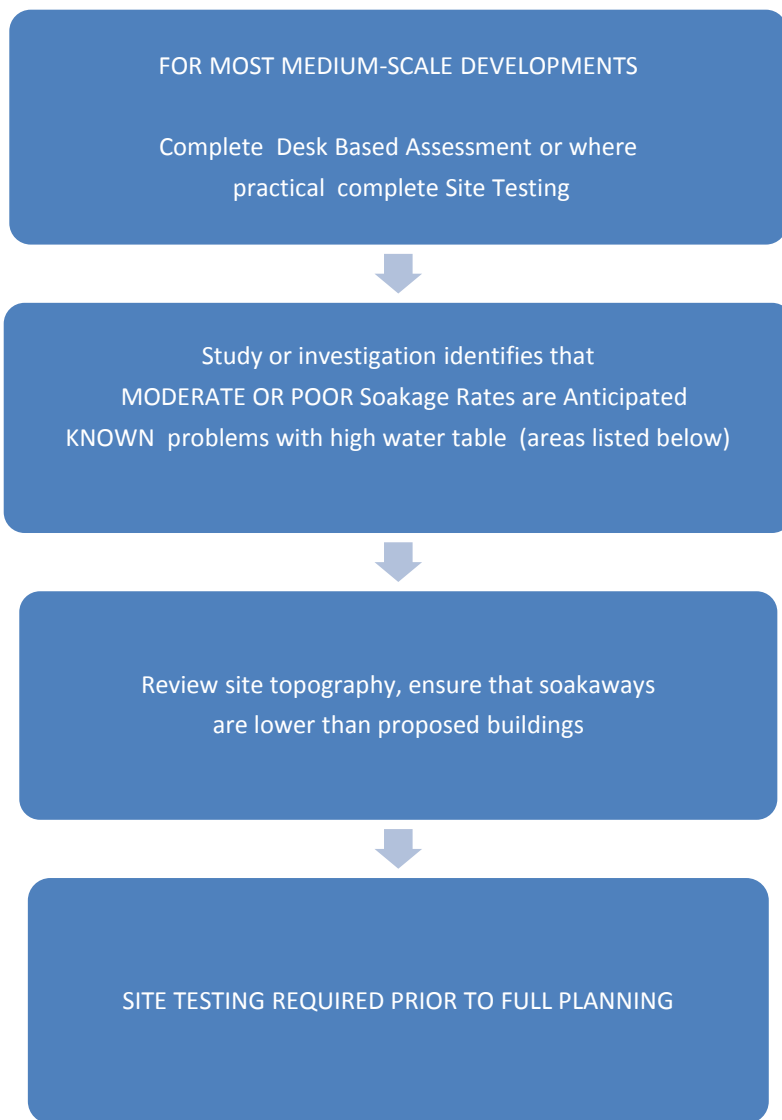 FOR MOST MEDIUM-SCALE DEVELOPMENTS
Complete Desk Based Assessment or where
practical complete Site Testing
Study or investigation identifies that
MODERATE OR POOR Soakage Rates are Anticipated
KNOWN problems with high water table (areas listed below)
Review site topography, ensure that soakaways
are lower than proposed buildings
SITE TESTING REQUIRED PRIOR TO FULL PLANNING